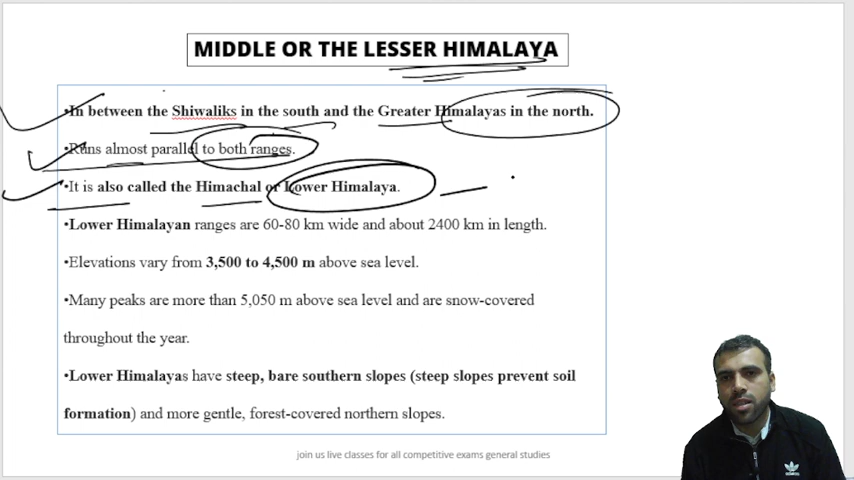 MIDDLE OR THE LESSER HIMALAYA
•In between the Shiwaliks in the south and the Greater Himalayas in the north.
•Runs almost parallel to both ranges.
•It is also called the Himachal or Lower Himalaya.
•Lower Himalayan ranges are 60-80 km wide and about 2400 km in length.
•Elevations vary from 3,500 to 4,500 m above sea level.
•Many peaks are more than 5,050 m above sea level and are snow-covered
throughout the year.
•Lower Himalayas have steep, bare southern slopes (steep slopes prevent soil
formation) and more gentle, forest-covered northern slopes.
join us live classes for all competitive exams general studies